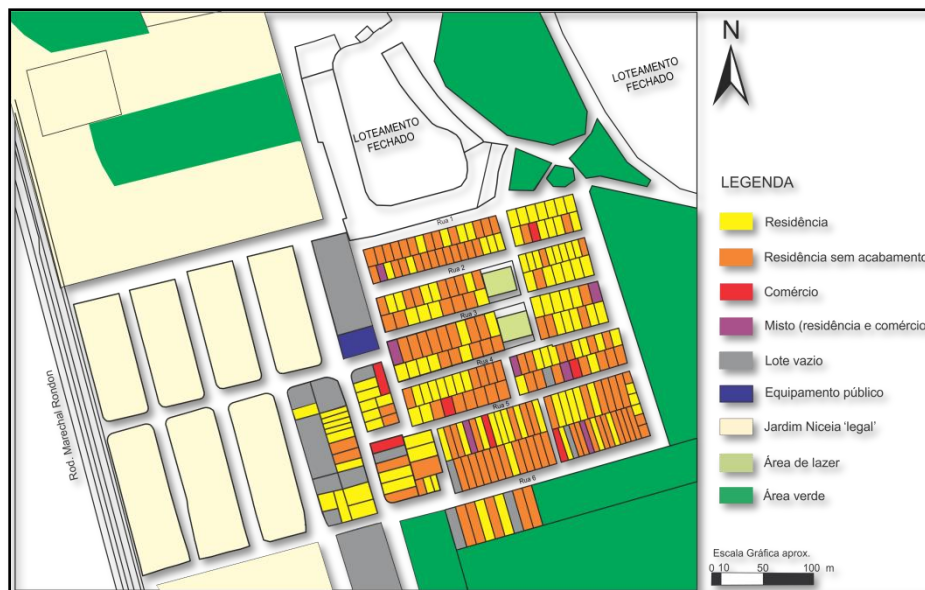 LOTEAMENTO
FECHADO
LOTEAMENTO
FECHADO
Rua 1
Rua 2
Rua 3
Rua 4
Rua 5
Rua 6
Rod. Marechal Rondon
N
LEGENDA
Residência
Residência sem acabamento
Comércio
Misto (residência e comércio
Lote vazio
Equipamento público
Jardim Niceia 'legal'
Área de lazer
Área verde
Escala Gráfica aprox.
0 10 50 100 m